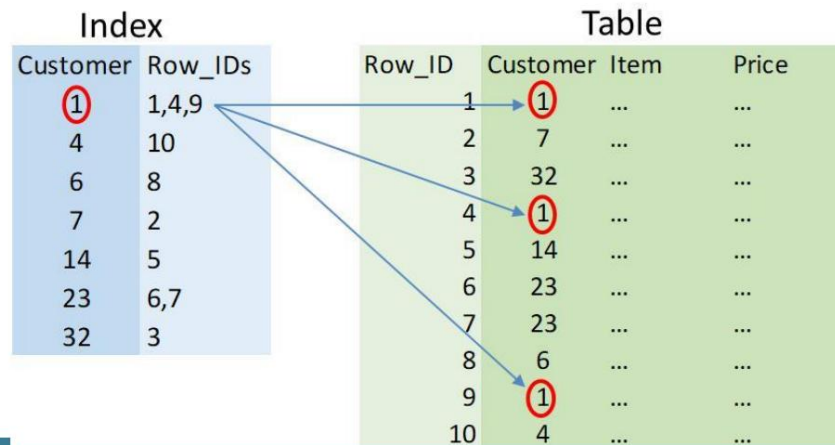 Index
Customer Row_IDs
1 1,4,9
4 10
6 8
7 2
14 5
23 6,7
32 3
Table
Row_ID Customer Item Price
1 1 ... ...
2 7 ... ...
3 32 ... ...
4 1 ... ...
5 14 ... ...
6 23 ... ...
7 23 ... ...
8 6 ... ...
9 1 ... ...
10 4 ... ...